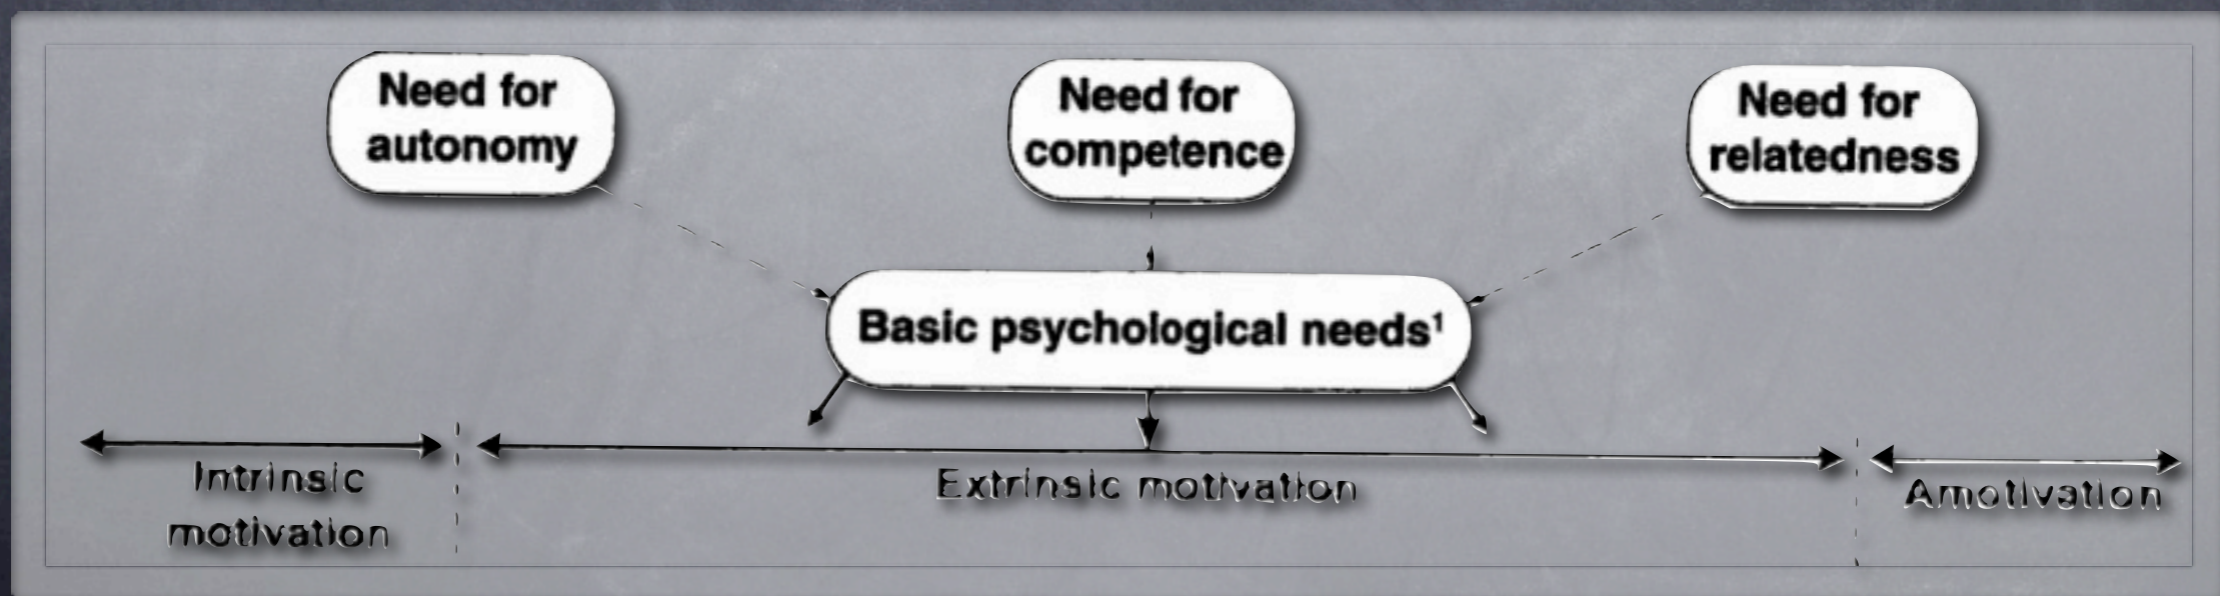 Need for
autonomy
Need for
competence
Need for
relatedness
Basic psychological needs¹
Intrinsic
motivation
Extrinsic motivation
Amotivation